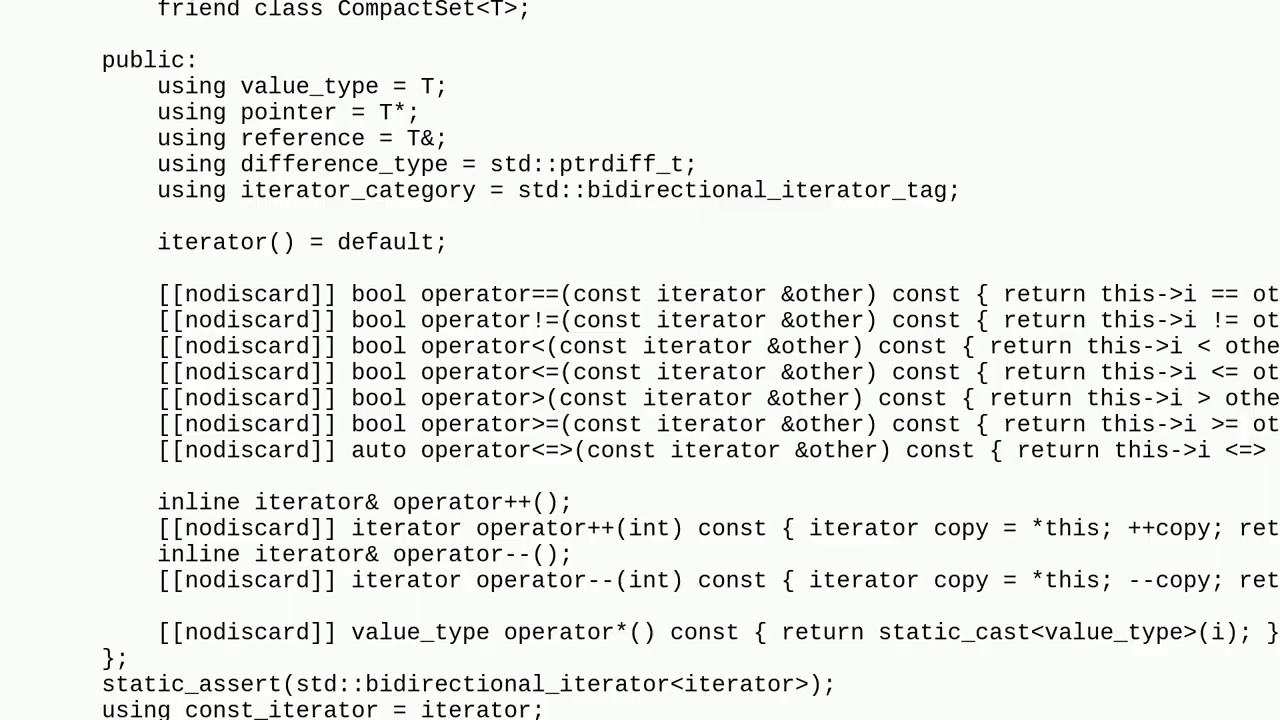 friend class CompactSet<T>;
public:
using value_type = T;
using pointer = T*;
using reference = T&;
using difference_type = std::ptrdiff_t;
using iterator_category = std::bidirectional_iterator_tag;
iterator() = default;
[[nodiscard]] bool operator==(const iterator &other) const { return this->i == ot
[[nodiscard]] bool operator!=(const iterator &other) const { return this->i != ot
[[nodiscard]] bool operator<(const iterator &other) const { return this->i < othe
[[nodiscard]] bool operator<=(const iterator &other) const { return this->i <= ot
[[nodiscard]] bool operator>(const iterator &other) const { return this->i > othe
[[nodiscard]] bool operator>=(const iterator &other) const { return this->i >= ot
[[nodiscard]] auto operator<=>(const iterator &other) const { return this->i <=>
inline iterator& operator++();
[[nodiscard]] iterator operator++(int) const { iterator copy = *this; ++copy; ret
inline iterator& operator--();
[[nodiscard]] iterator operator--(int) const { iterator copy = *this; --copy; ret
[[nodiscard]] value_type operator*() const { return static_cast<value_type>(i); }
};
static_assert(std::bidirectional_iterator<iterator>);
using const_iterator = iterator;